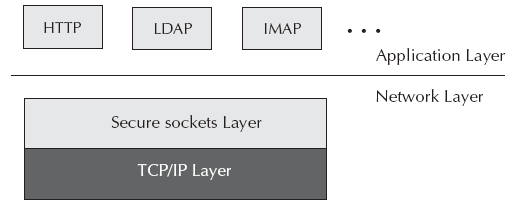 HTTP LDAP IMAP ...
Application Layer
Network Layer
Secure sockets Layer
TCP/IP Layer